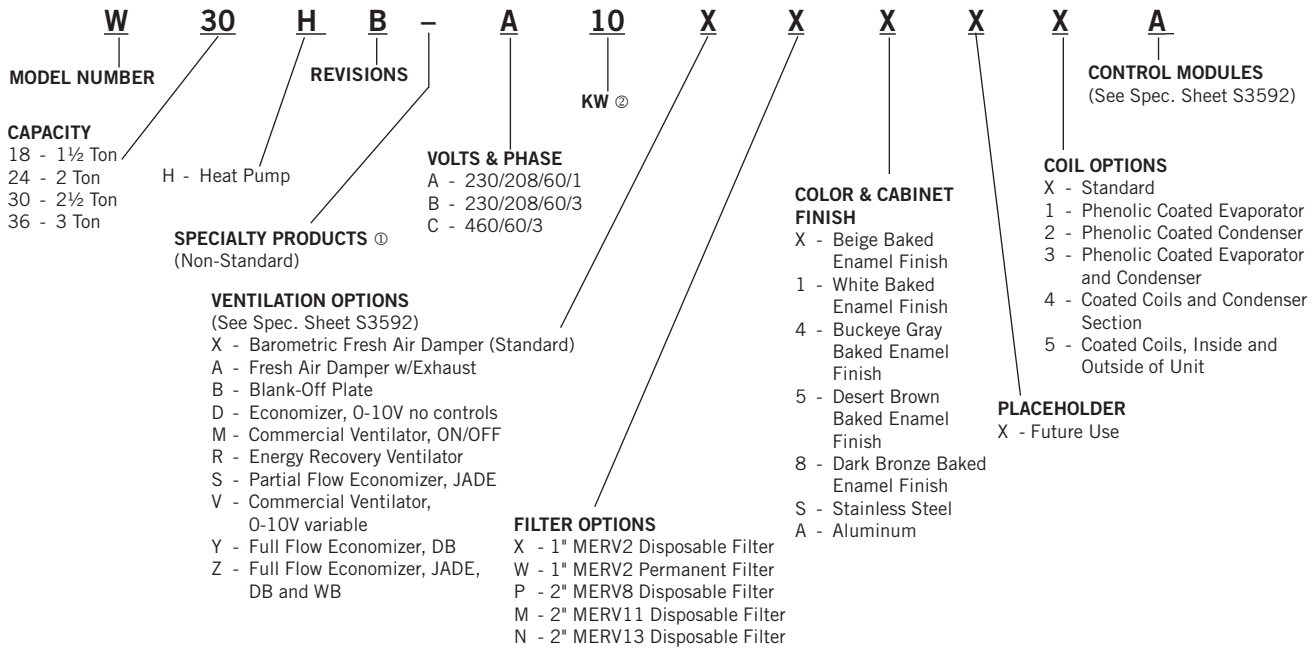 W 30 H B – A 10 X X X X X A
MODEL NUMBER
CAPACITY
18 - 1½ Ton
24 - 2 Ton
30 - 2½ Ton
36 - 3 Ton
H - Heat Pump
REVISIONS
SPECIALTY PRODUCTS ①
(Non-Standard)
VOLTS & PHASE
A - 230/208/60/1
B - 230/208/60/3
C - 460/60/3
KW ②
VENTILATION OPTIONS
(See Spec. Sheet S3592)
X - Barometric Fresh Air Damper (Standard)
A - Fresh Air Damper w/Exhaust
B - Blank-Off Plate
D - Economizer, 0-10V no controls
M - Commercial Ventilator, ON/OFF
R - Energy Recovery Ventilator
S - Partial Flow Economizer, JADE
V - Commercial Ventilator,
0-10V variable
Y - Full Flow Economizer, DB
Z - Full Flow Economizer, JADE,
DB and WB
FILTER OPTIONS
X - 1" MERV2 Disposable Filter
W - 1" MERV2 Permanent Filter
P - 2" MERV8 Disposable Filter
M - 2" MERV11 Disposable Filter
N - 2" MERV13 Disposable Filter
COLOR & CABINET
FINISH
X - Beige Baked
Enamel Finish
1 - White Baked
Enamel Finish
4 - Buckeye Gray
Baked Enamel
Finish
5 - Desert Brown
Baked Enamel
Finish
8 - Dark Bronze Baked
Enamel Finish
S - Stainless Steel
A - Aluminum
PLACEHOLDER
X - Future Use
COIL OPTIONS
X - Standard
1 - Phenolic Coated Evaporator
2 - Phenolic Coated Condenser
3 - Phenolic Coated Evaporator
and Condenser
4 - Coated Coils and Condenser
Section
5 - Coated Coils, Inside and
Outside of Unit
CONTROL MODULES
(See Spec. Sheet S3592)